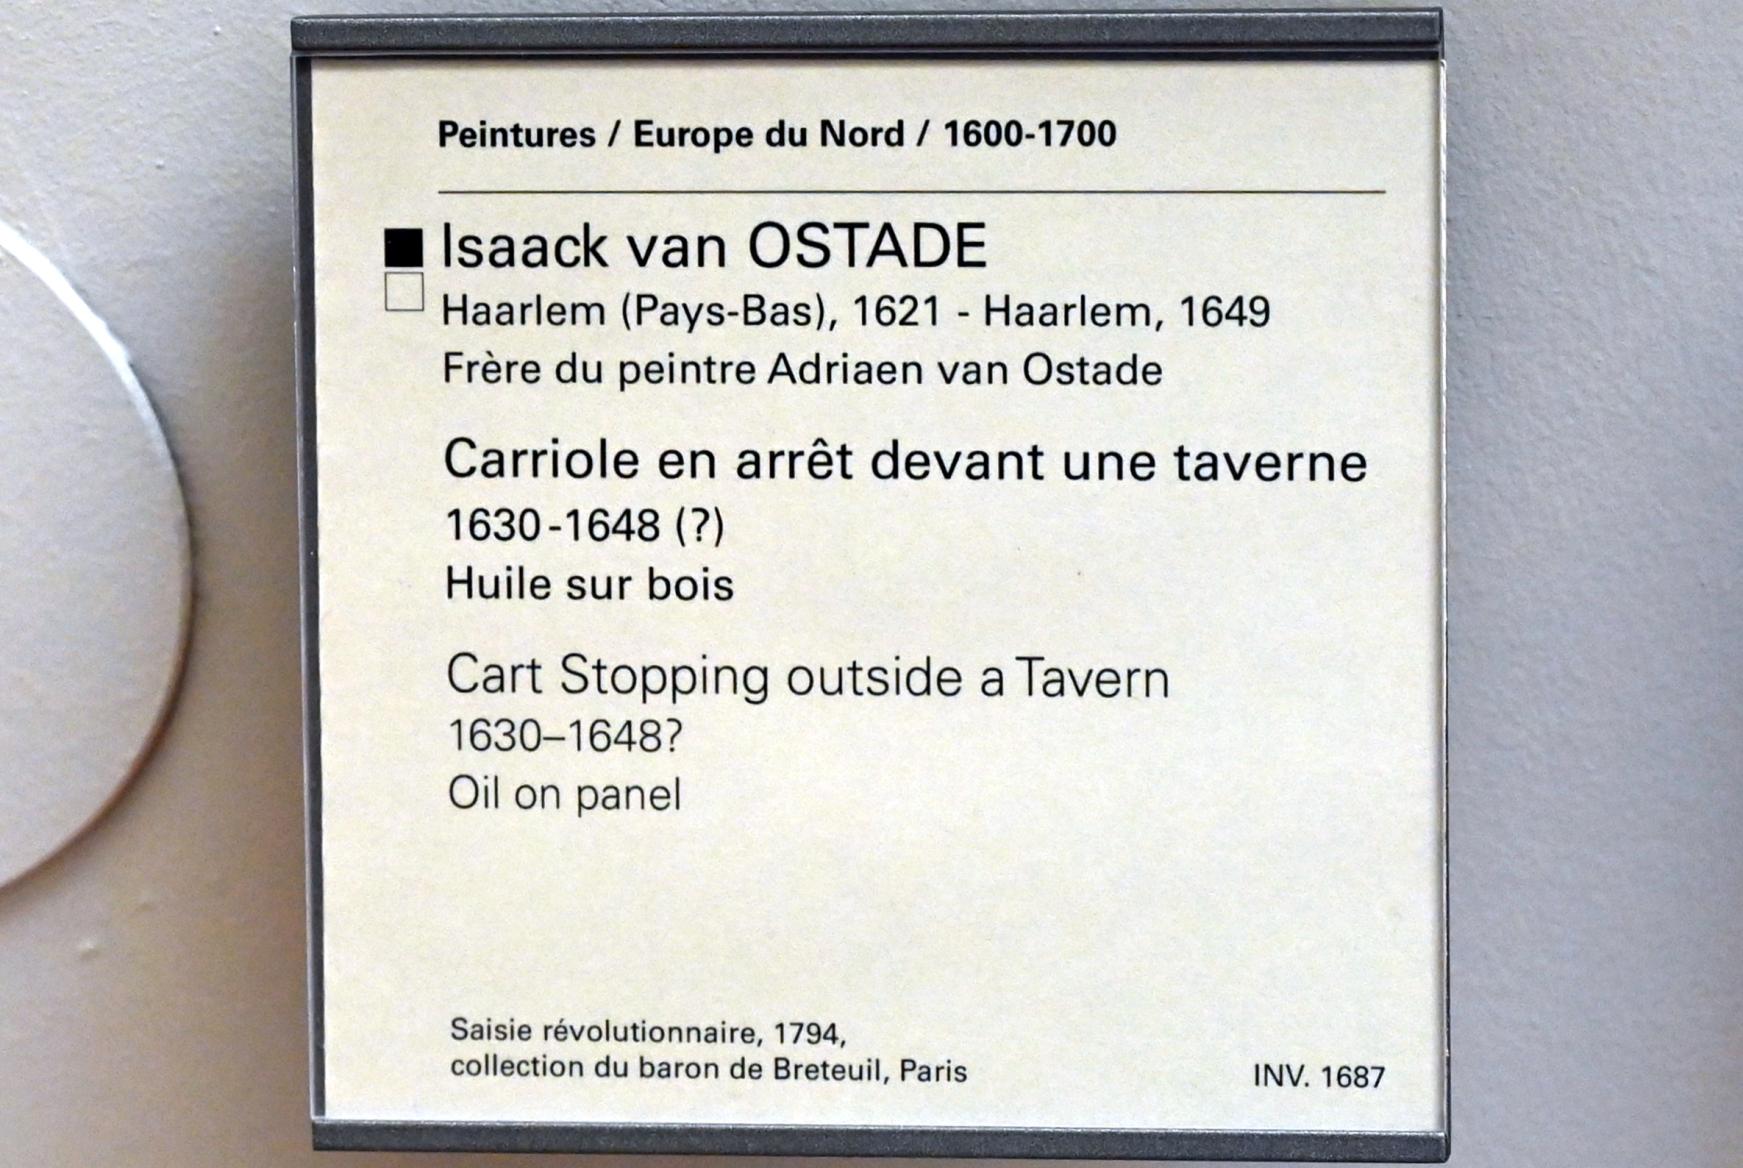 Peintures / Europe du Nord / 1600-1700
Isaack van OSTADE
Haarlem (Pays-Bas), 1621 - Haarlem, 1649
Frère du peintre Adriaen van Ostade
Carriole en arrêt devant une taverne
1630-1648 (?)
Huile sur bois
Cart Stopping outside a Tavern
1630–1648?
Oil on panel
Saisie révolutionnaire, 1794,
collection du baron de Breteuil, Paris
INV. 1687